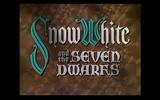 Snow White
and the SEVEN
DWARFS